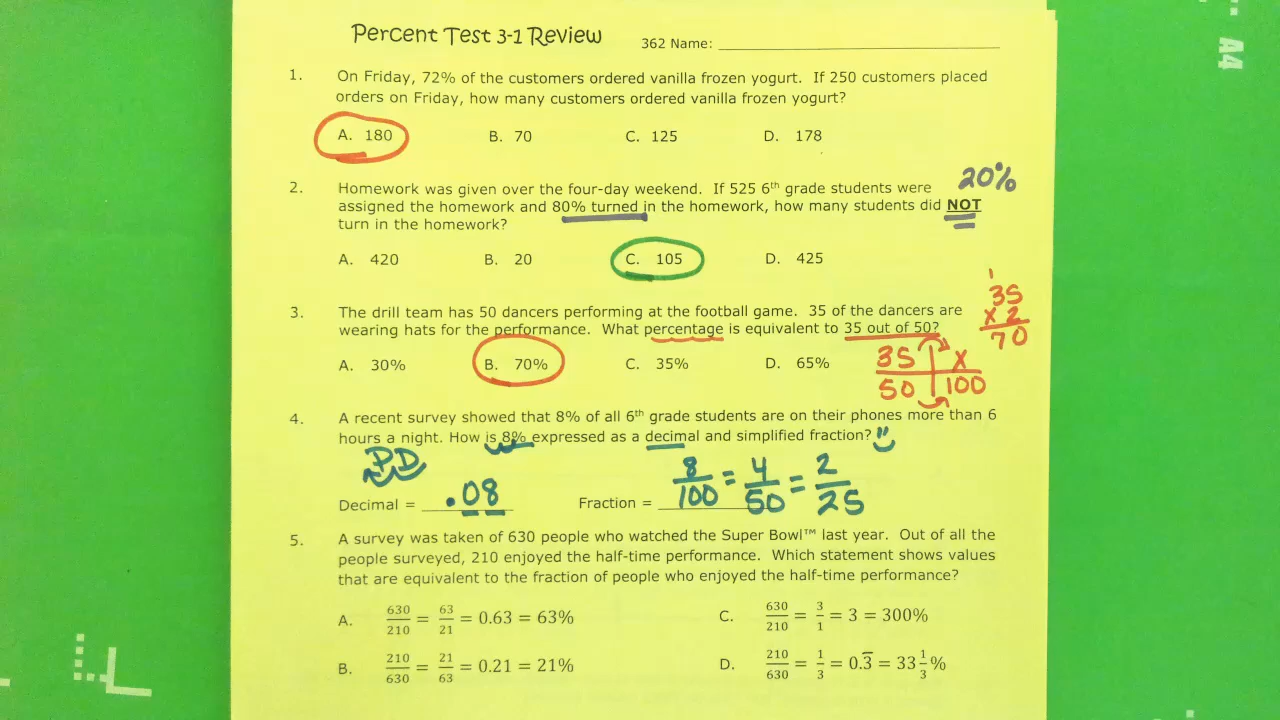 Percent Test 3-1 Review
362 Name:
1. On Friday, 72% of the customers ordered vanilla frozen yogurt. If 250 customers placed
orders on Friday, how many customers ordered vanilla frozen yogurt?
A. 180 B. 70 C. 125 D. 178
20%
2. Homework was given over the four-day weekend. If 525 6th grade students were
assigned the homework and 80% turned in the homework, how many students did NOT
turn in the homework?
A. 420 B. 20 C. 105 D. 425
3. The drill team has 50 dancers performing at the football game. 35 of the dancers are
wearing hats for the performance. What percentage is equivalent to 35 out of 50?
A. 30% B. 70% C. 35% D. 65%
1
35
x 2
70
35 x
50 100
4. A recent survey showed that 8% of all 6th grade students are on their phones more than 6
hours a night. How is 8% expressed as a decimal and simplified fraction?
PD
Decimal = .08 Fraction = 8/100 = 4/50 = 2/25
5. A survey was taken of 630 people who watched the Super Bowl™ last year. Out of all the
people surveyed, 210 enjoyed the half-time performance. Which statement shows values
that are equivalent to the fraction of people who enjoyed the half-time performance?
A. 630/210 = 63/21 = 0.63 = 63% C. 630/210 = 3/1 = 3 = 300%
B. 210/630 = 21/63 = 0.21 = 21% D. 210/630 = 1/3 = 0.3̅ = 33 1/3%
A4